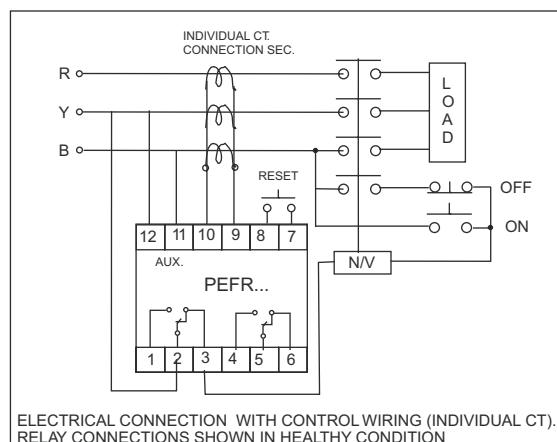 INDIVIDUAL CT.
CONNECTION SEC.
R
Y
B
LOAD
RESET
OFF
ON
12 11 10 9 8 7
AUX.
N/V
PEFR...
1 2 3 4 5 6
ELECTRICAL CONNECTION WITH CONTROL WIRING (INDIVIDUAL CT).
RELAY CONNECTIONS SHOWN IN HEALTHY CONDITION